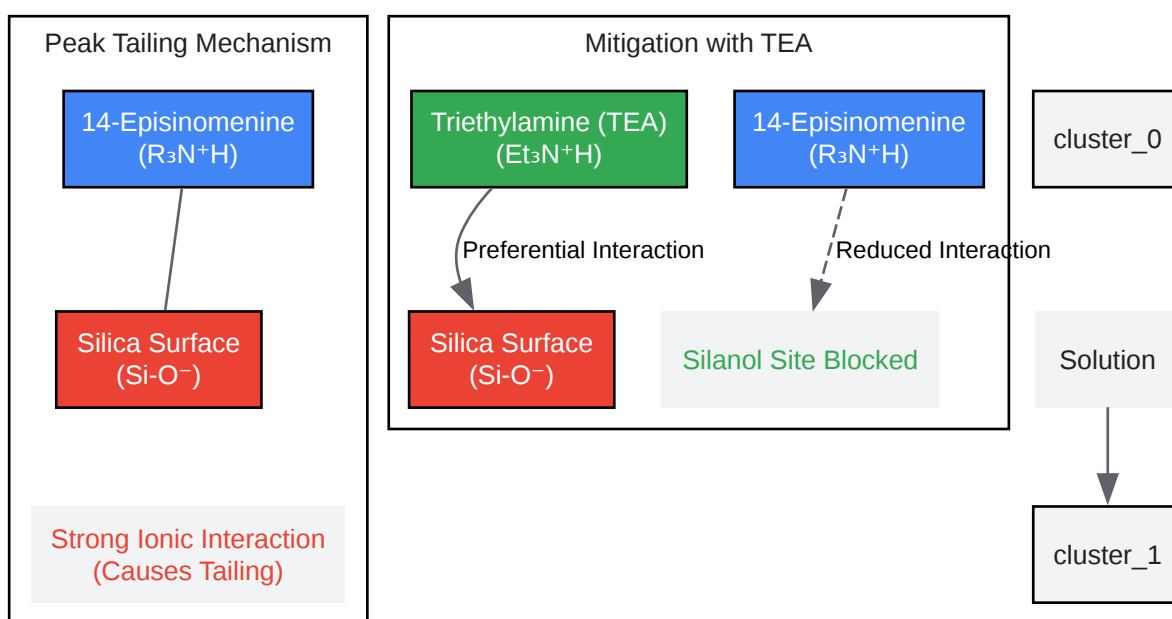 Peak Tailing Mechanism
14-Episinomenine
(R₃N⁺H)
Silica Surface
(Si-O⁻)
Strong Ionic Interaction
(Causes Tailing)
Mitigation with TEA
Triethylamine (TEA)
(Et₃N⁺H)
14-Episinomenine
(R₃N⁺H)
Preferential Interaction
Reduced Interaction
Silica Surface
(Si-O⁻)
Silanol Site Blocked
cluster_0
Solution
cluster_1